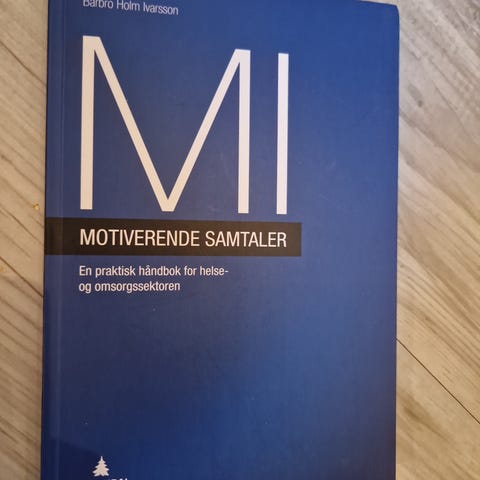 Barbro Holm Ivarsson
MI
MOTIVERENDE SAMTALER
En praktisk håndbok for helse-
og omsorgssektoren